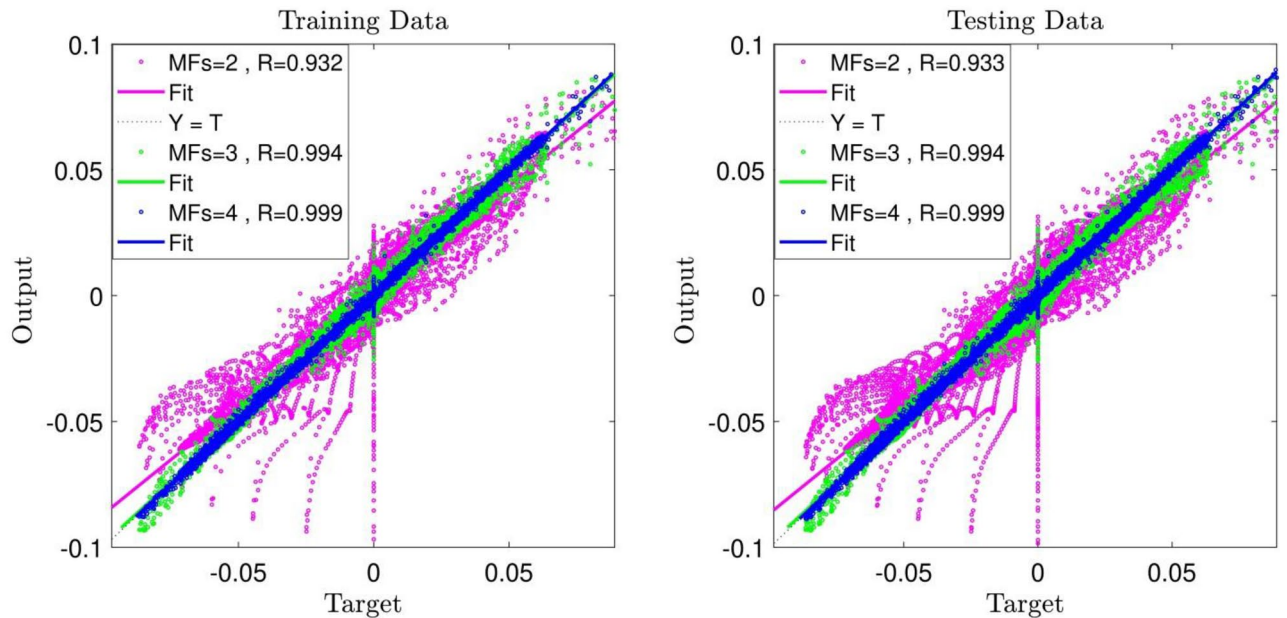 Training Data
0.1
0.05
0
-0.05
-0.1
Output
MFs=2 , R=0.932
Fit
Y = T
MFs=3 , R=0.994
Fit
MFs=4 , R=0.999
Fit
-0.05
0
0.05
Target
Testing Data
0.1
0.05
0
-0.05
-0.1
Output
MFs=2 , R=0.933
Fit
Y = T
MFs=3 , R=0.994
Fit
MFs=4 , R=0.999
Fit
-0.05
0
0.05
Target